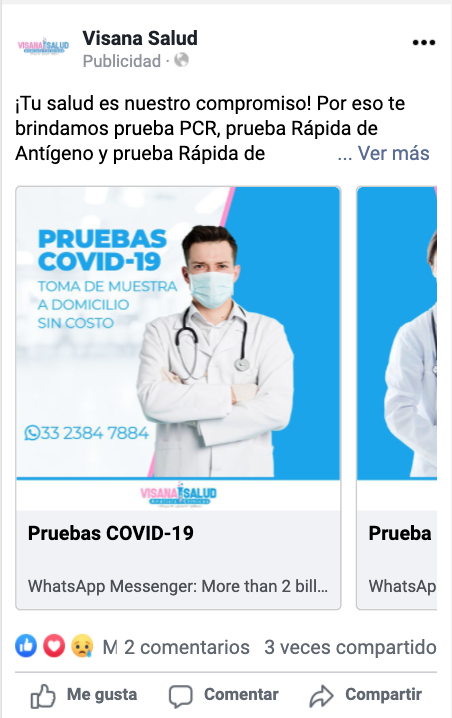 VISANA SALUD
Visana Salud
Publicidad ·
¡Tu salud es nuestro compromiso! Por eso te
brindamos prueba PCR, prueba Rápida de
Antígeno y prueba Rápida de ... Ver más
PRUEBAS
COVID-19
TOMA DE MUESTRA
A DOMICILIO
SIN COSTO
33 2384 7884
VISANA SALUD
Pruebas COVID-19
WhatsApp Messenger: More than 2 bill...
Prueba
WhatsAp
M 2 comentarios 3 veces compartido
Me gusta Comentar Compartir